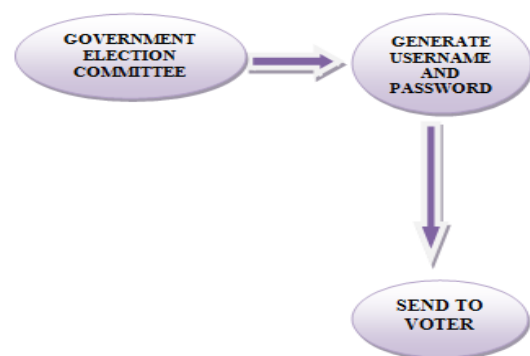 GOVERNMENT
ELECTION
COMMITTEE
GENERATE
USERNAME
AND
PASSWORD
SEND TO
VOTER